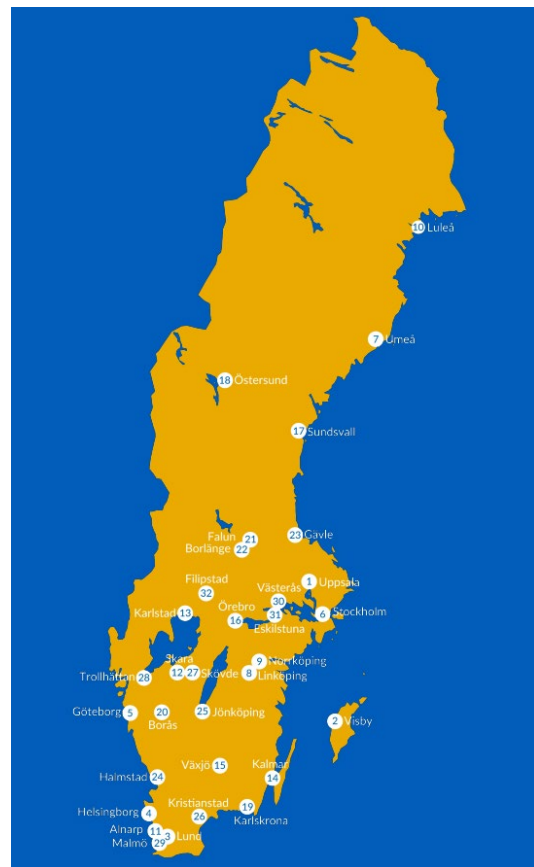 10 Luleå
7 Umeå
18 Östersund
17 Sundsvall
23 Gävle
Falun 21
Borlänge 22
1 Uppsala
Filipstad
32
Västerås
30
Karlstad 13
Örebro
16
31
Eskilstuna
6 Stockholm
9 Norrköping
Skara
12
27 Skövde
8 Linköping
Trollhättan 28
Göteborg 5
20
Borås
25 Jönköping
2 Visby
Växjö 15
Kalmar
14
Halmstad 24
Helsingborg 4
Kristianstad
26
19
Karlskrona
Alnarp 11
3 Lund
Malmö 29